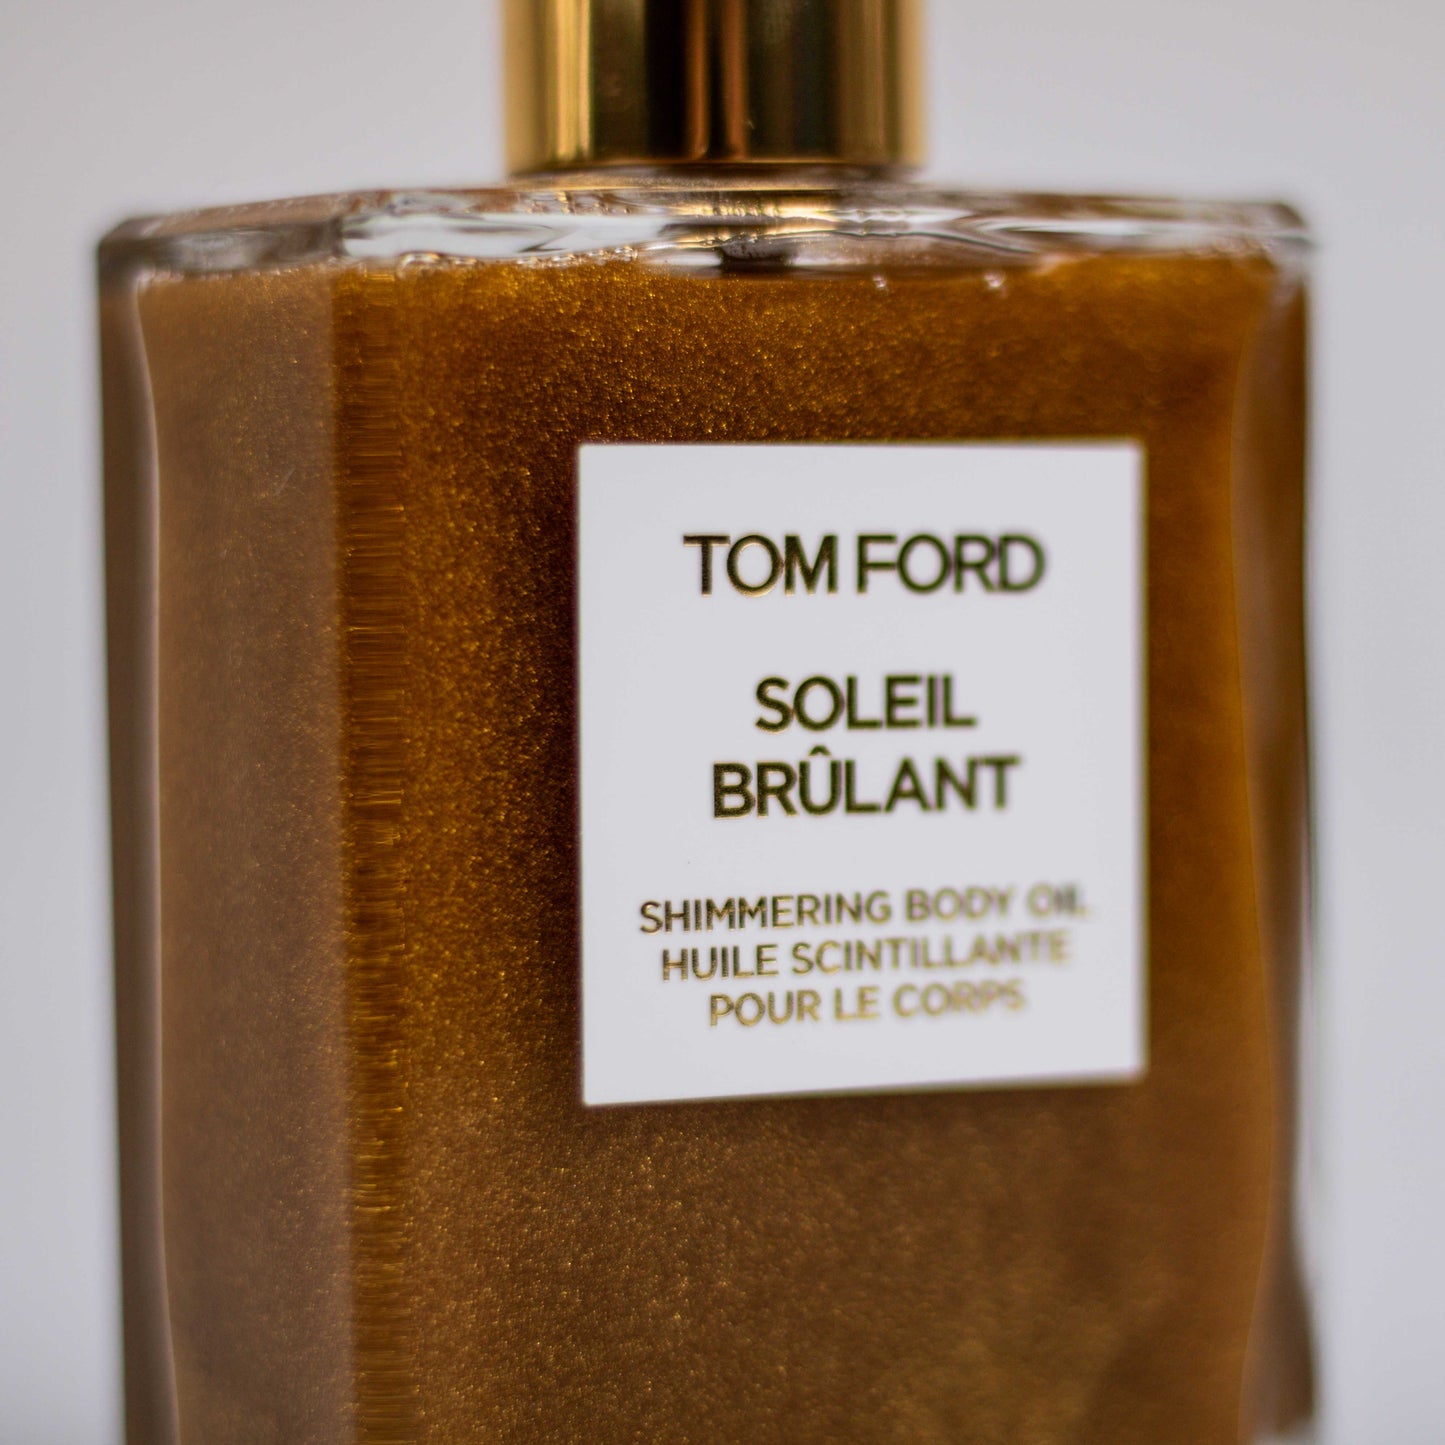 TOM FORD
SOLEIL
BRÛLANT
SHIMMERING BODY OIL
HUILE SCINTILLANTE
POUR LE CORPS